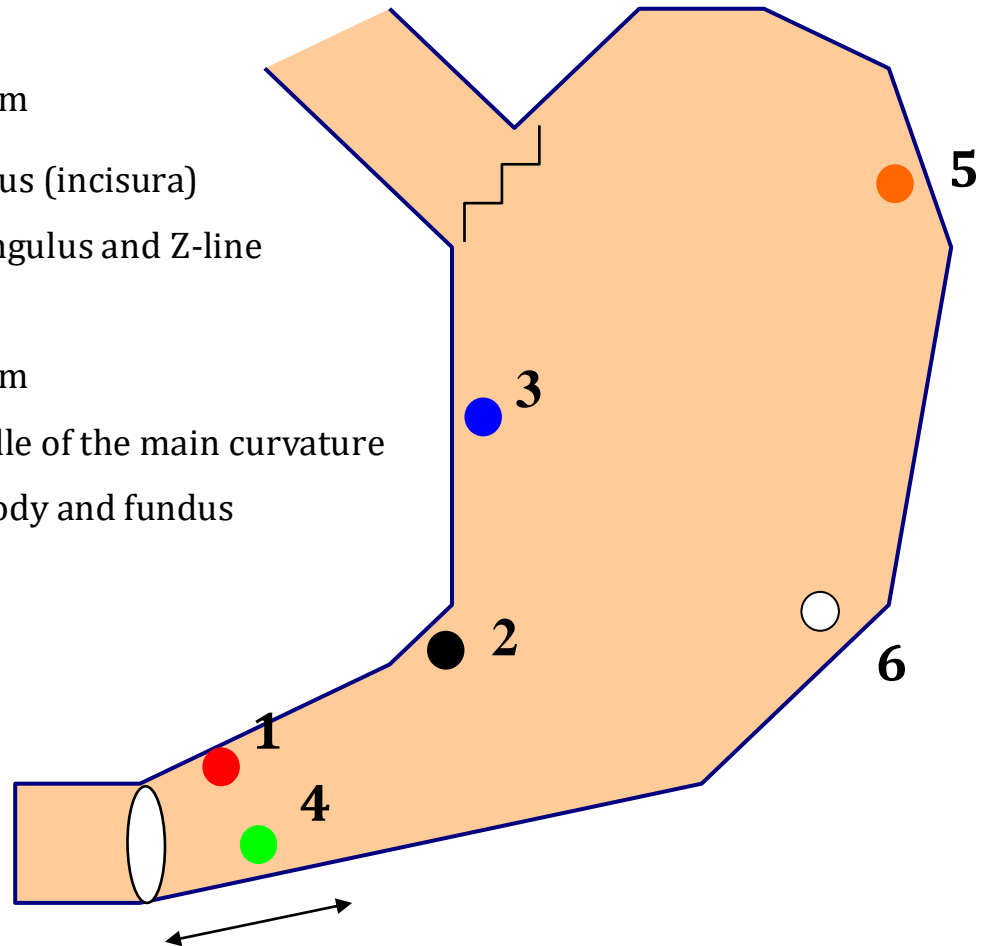 m
us (incisura)
ngulus and Z-line
m
lle of the main curvature
ody and fundus
5
3
2
6
1
4